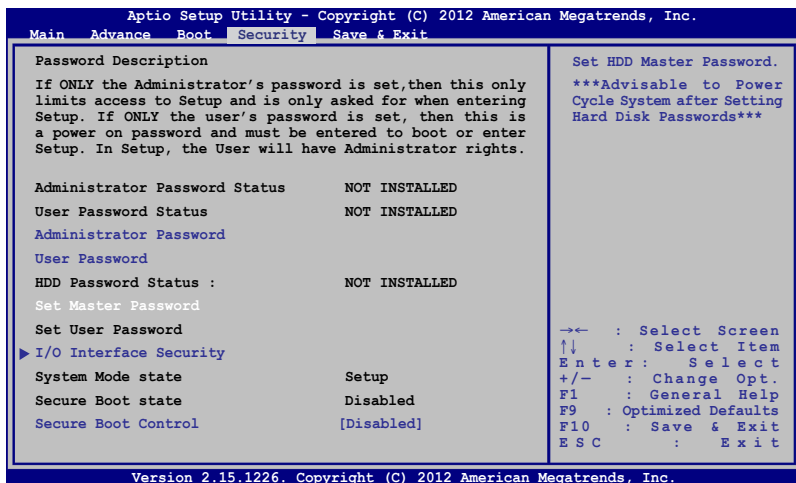 Aptio Setup Utility - Copyright (C) 2012 American Megatrends, Inc.
Main Advance Boot Security Save & Exit
Password Description
If ONLY the Administrator's password is set,then this only
limits access to Setup and is only asked for when entering
Setup. If ONLY the user's password is set, then this is
a power on password and must be entered to boot or enter
Setup. In Setup, the User will have Administrator rights.
Administrator Password Status NOT INSTALLED
User Password Status NOT INSTALLED
Administrator Password
User Password
HDD Password Status : NOT INSTALLED
Set Master Password
Set User Password
I/O Interface Security
System Mode state Setup
Secure Boot state Disabled
Secure Boot Control [Disabled]
Set HDD Master Password.
***Advisable to Power
Cycle System after Setting
Hard Disk Passwords***
→← : Select Screen
↑↓ : Select Item
Enter: Select
+/— : Change Opt.
F1 : General Help
F9 : Optimized Defaults
F10 : Save & Exit
ESC : Exit
Version 2.15.1226. Copyright (C) 2012 American Megatrends, Inc.